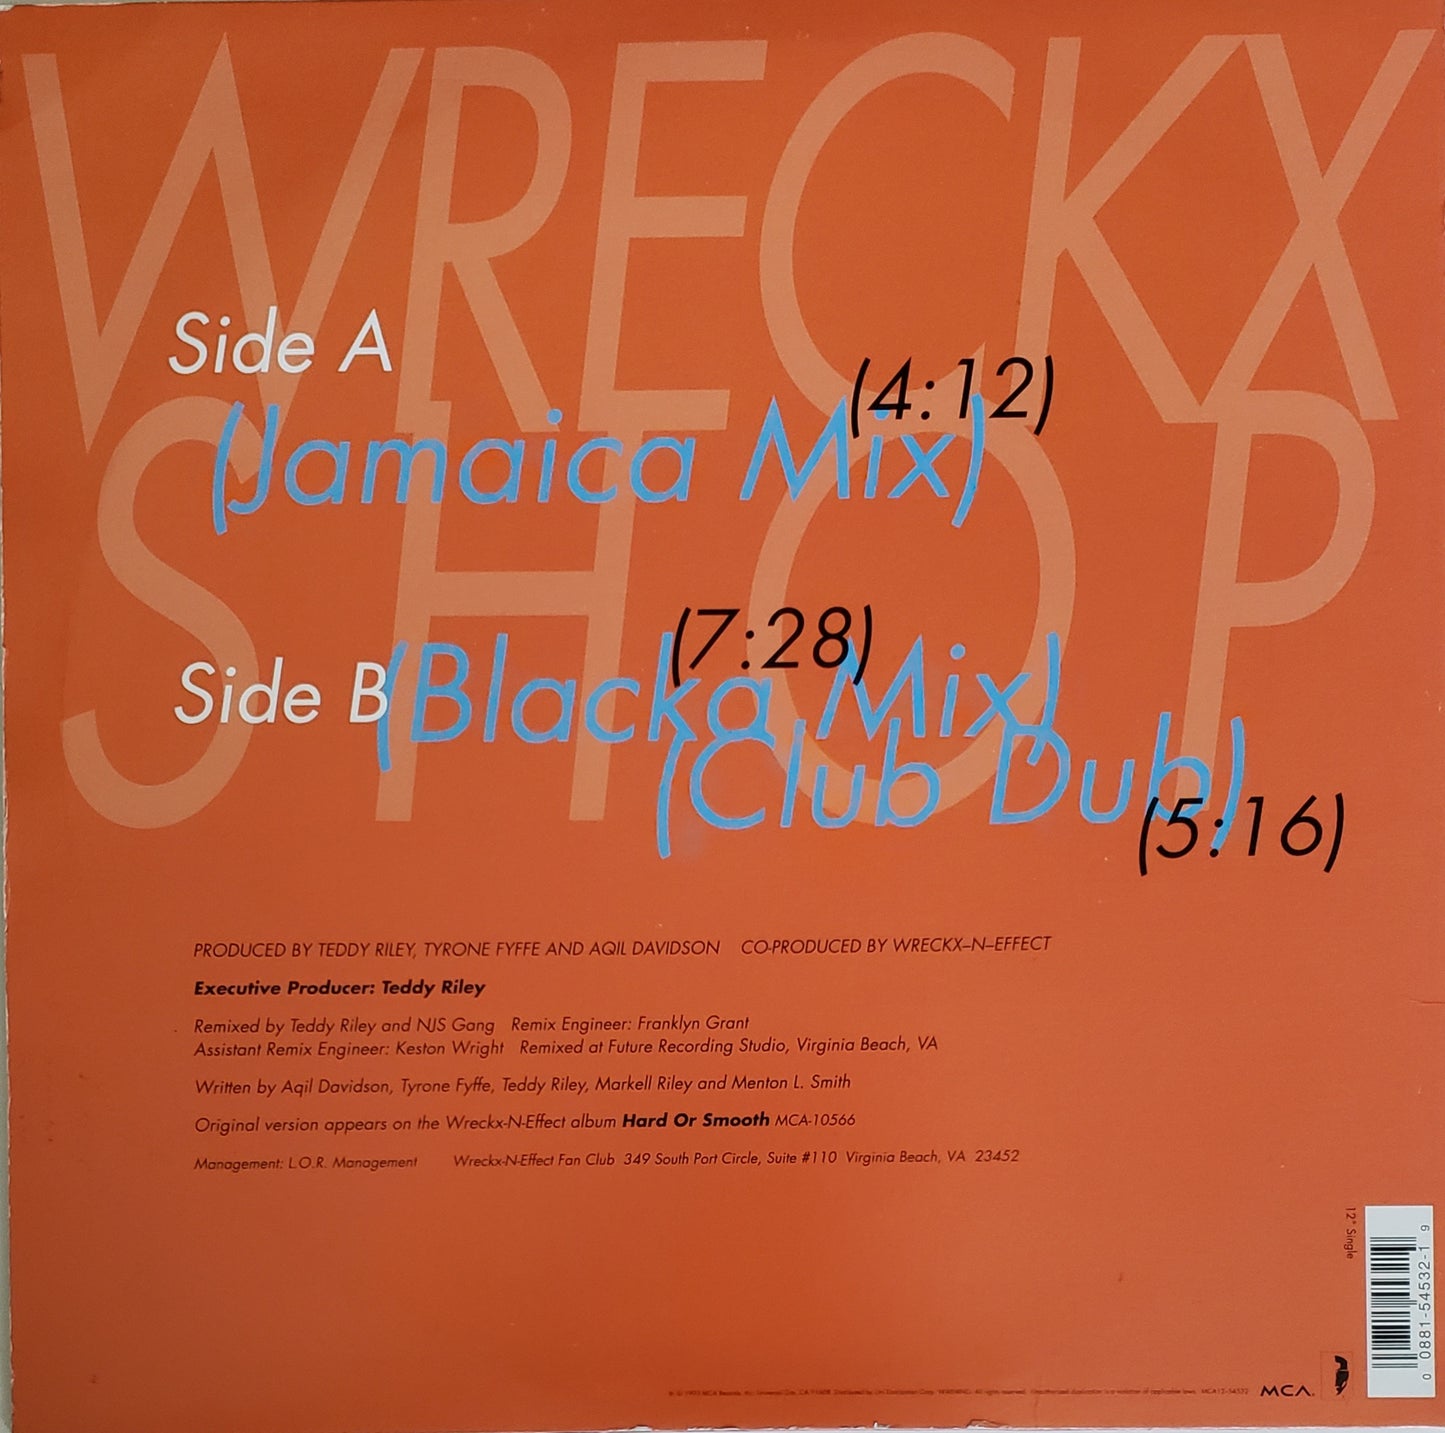 WRECKX
SHOP
Side A
(4:12)
(Jamaica Mix)
(7:28)
Side B (Blacka Mix)
(Club Dub)
(5:16)
PRODUCED BY TEDDY RILEY, TYRONE FYFFE AND AQIL DAVIDSON CO-PRODUCED BY WRECKX–N–EFFECT
Executive Producer: Teddy Riley
Remixed by Teddy Riley and NJS Gang Remix Engineer: Franklyn Grant
Assistant Remix Engineer: Keston Wright Remixed at Future Recording Studio, Virginia Beach, VA
Written by Aqil Davidson, Tyrone Fyffe, Teddy Riley, Markell Riley and Menton L. Smith
Original version appears on the Wreckx-N-Effect album Hard Or Smooth MCA-10566
Management: L.O.R. Management Wreckx-N-Effect Fan Club 349 South Port Circle, Suite #110 Virginia Beach, VA 23452
12" Single
0 0881-54532-1 9
MCA.